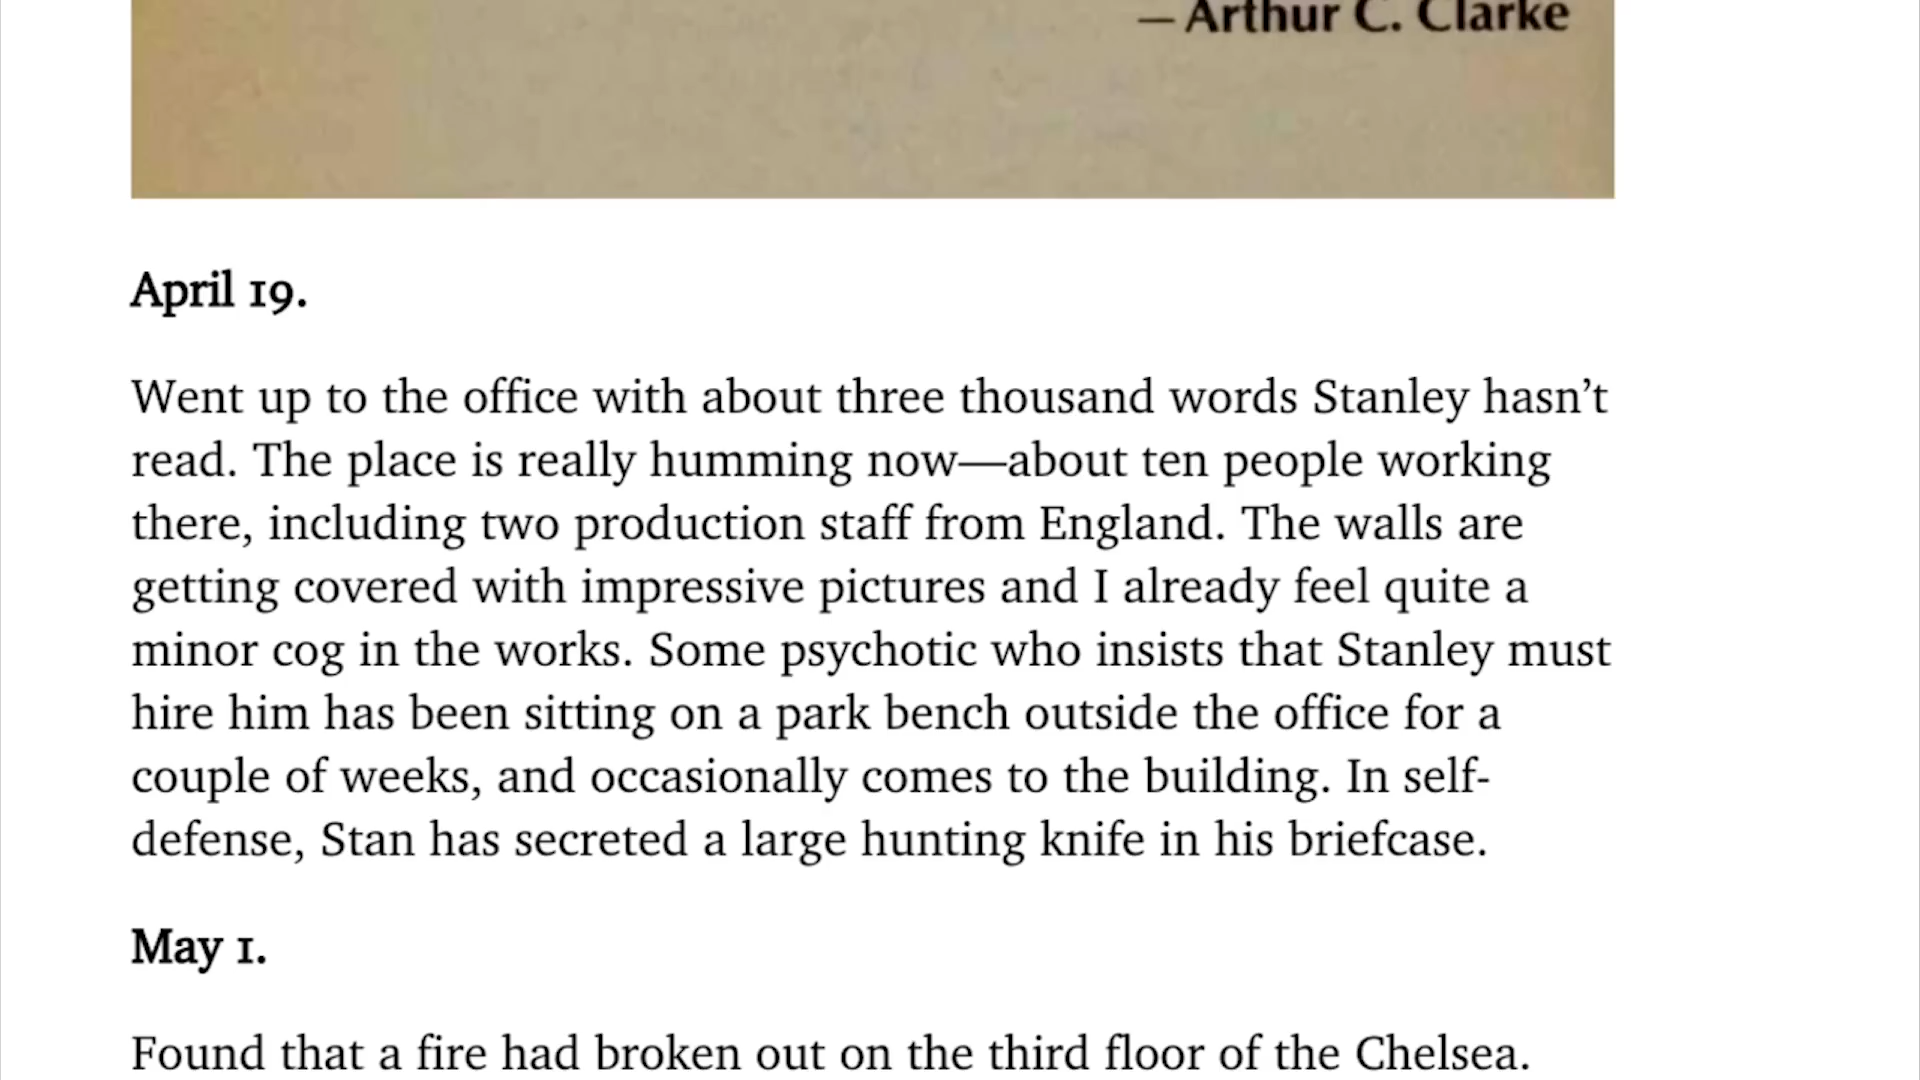 — Arthur C. Clarke
April 19.
Went up to the office with about three thousand words Stanley hasn’t
read. The place is really humming now—about ten people working
there, including two production staff from England. The walls are
getting covered with impressive pictures and I already feel quite a
minor cog in the works. Some psychotic who insists that Stanley must
hire him has been sitting on a park bench outside the office for a
couple of weeks, and occasionally comes to the building. In self-
defense, Stan has secreted a large hunting knife in his briefcase.
May 1.
Found that a fire had broken out on the third floor of the Chelsea.